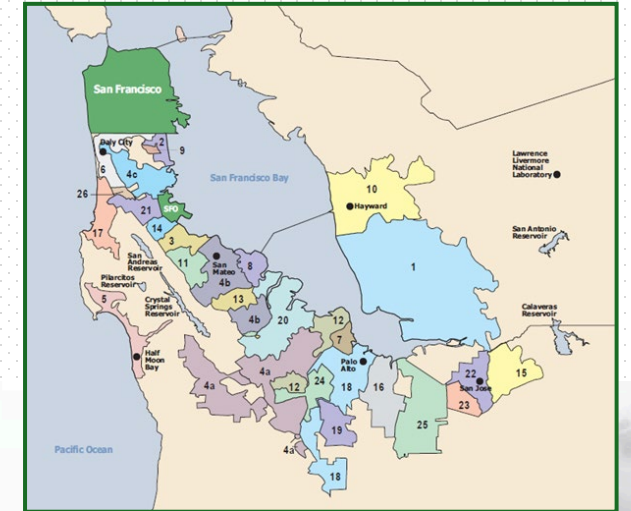 San Francisco
Daly City
2
9
6
4c
San Francisco Bay
Lawrence
Livermore
National
Laboratory
10
Hayward
26
21
SFO
17
14
3
San
Andreas
Reservoir
11
San
Mateo
8
4b
San Antonio
Reservoir
1
Pilarcitos
Reservoir
5
Crystal
Springs
Reservoir
13
4b
20
12
7
Calaveras
Reservoir
Half
Moon
Bay
4a
4a
Palo
Alto
12
24
18
16
22
San Jose
15
23
25
19
Pacific Ocean
4a
18